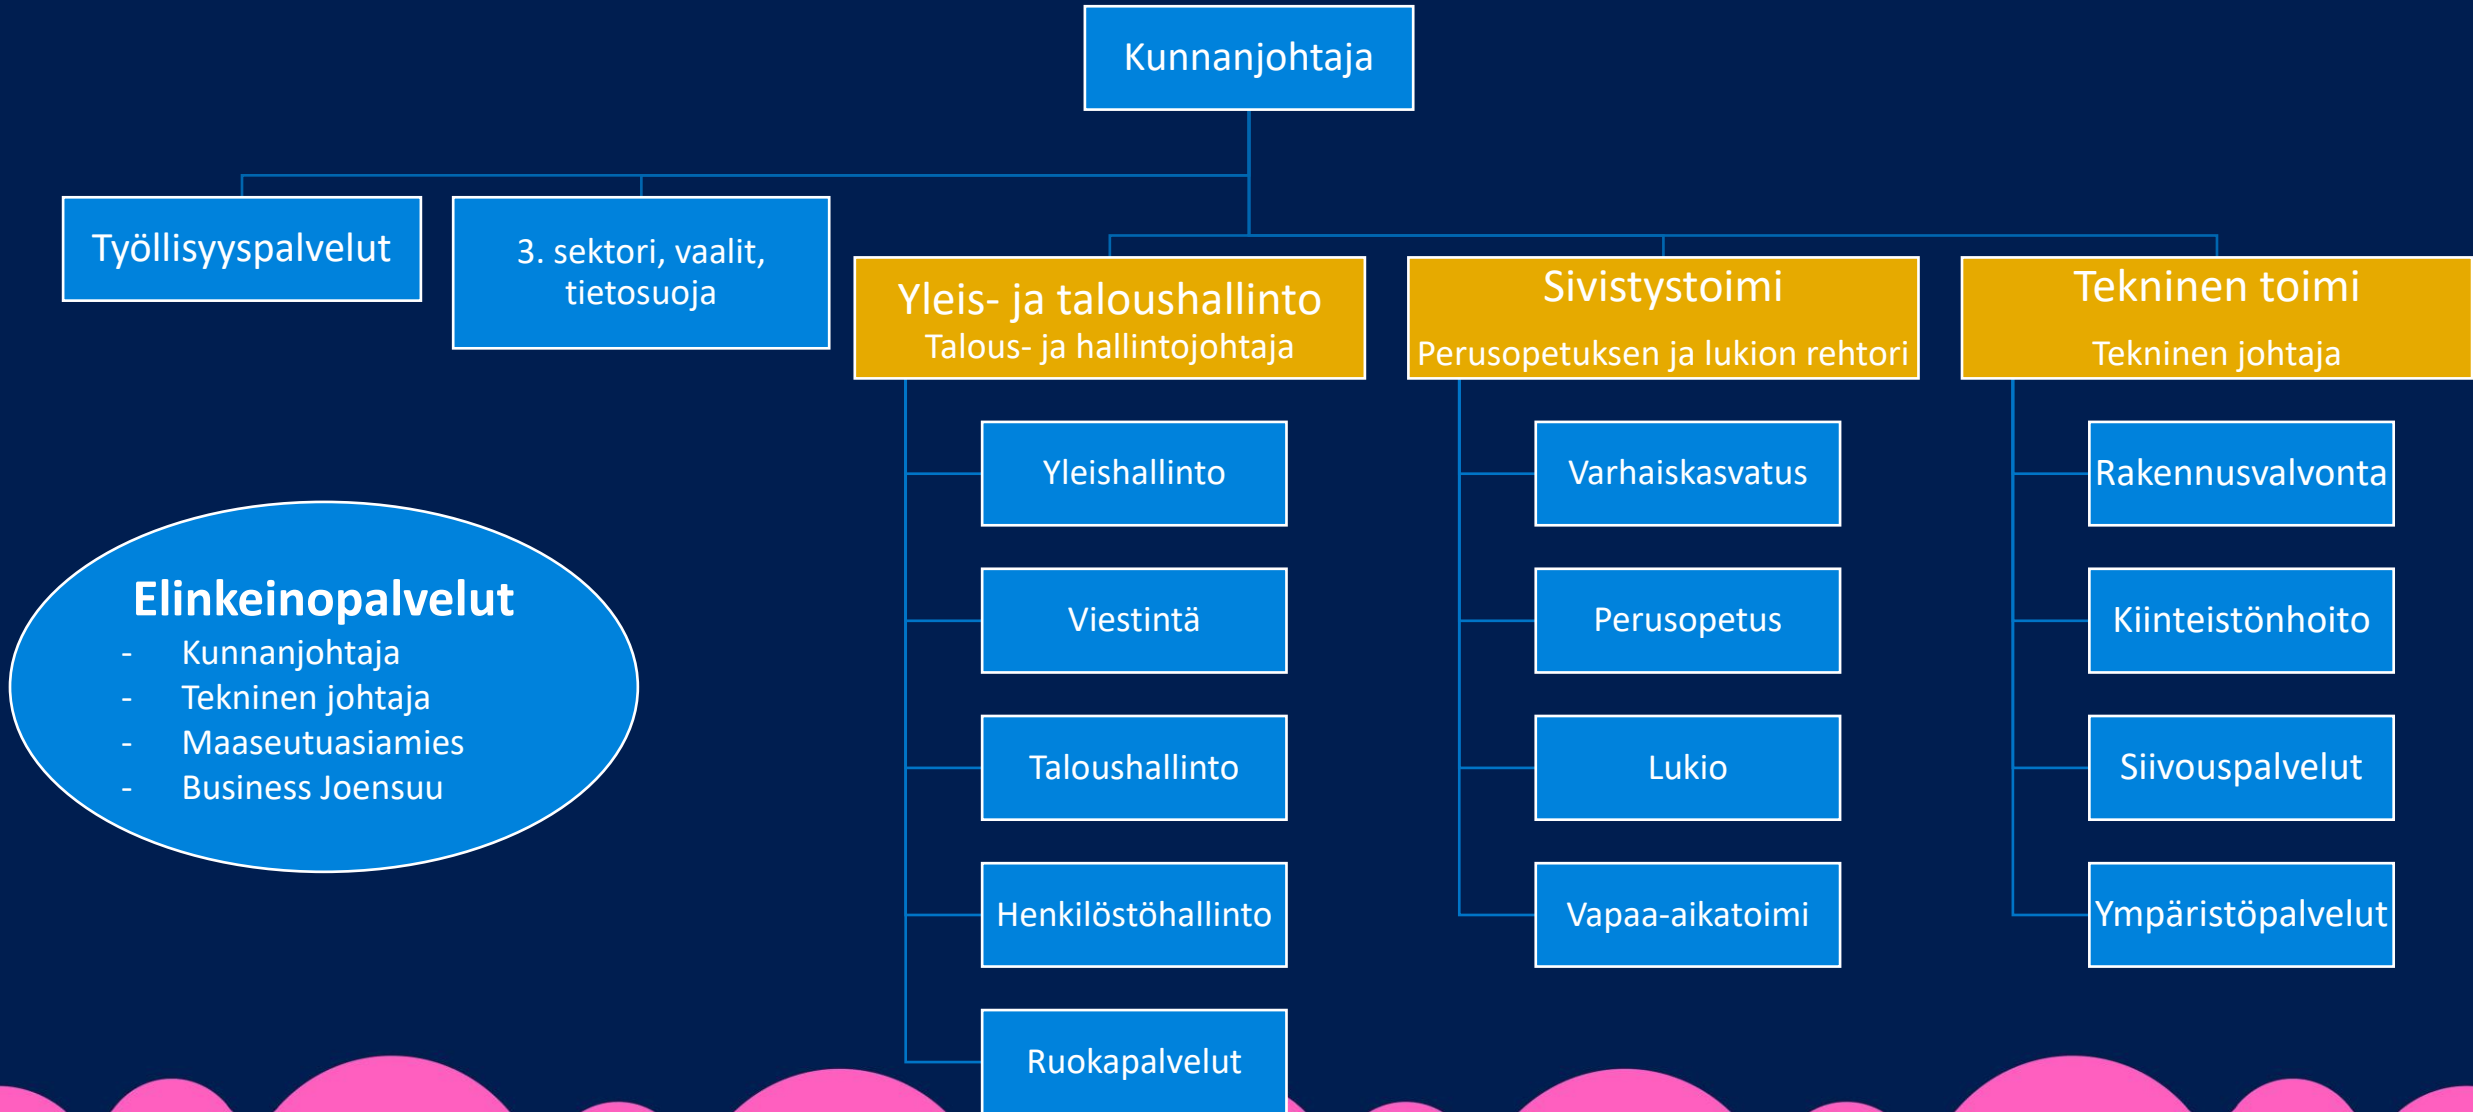 Kunnanjohtaja
Työllisyyspalvelut
3. sektori, vaalit,
tietosuoja
Yleis- ja taloushallinto
Talous- ja hallintojohtaja
Sivistystoimi
Perusopetuksen ja lukion rehtori
Tekninen toimi
Tekninen johtaja
Yleishallinto
Viestintä
Taloushallinto
Henkilöstöhallinto
Ruokapalvelut
Varhaiskasvatus
Perusopetus
Lukio
Vapaa-aikatoimi
Rakennusvalvonta
Kiinteistönhoito
Siivouspalvelut
Ympäristöpalvelut
Elinkeinopalvelut
- Kunnanjohtaja
- Tekninen johtaja
- Maaseutuasiamies
- Business Joensuu